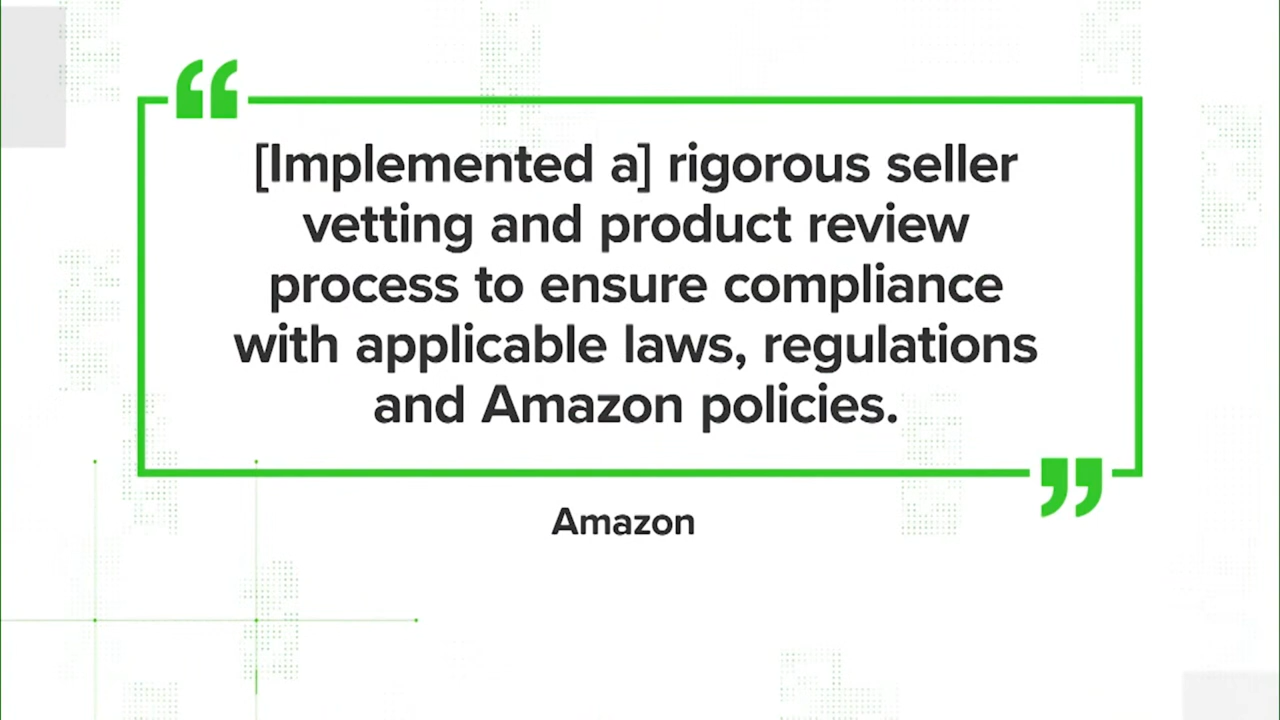 “
[Implemented a] rigorous seller
vetting and product review
process to ensure compliance
with applicable laws, regulations
and Amazon policies.
”
Amazon